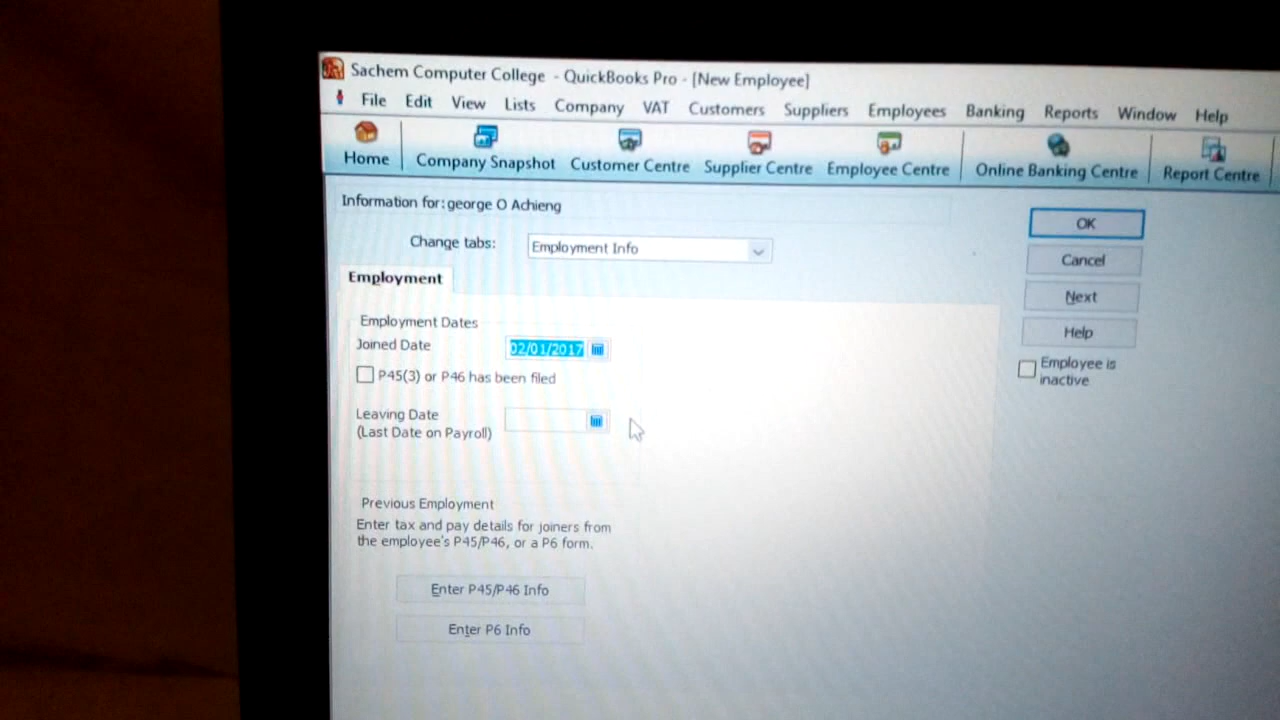 Sachem Computer College - QuickBooks Pro - [New Employee]
File Edit View Lists Company VAT Customers Suppliers Employees Banking Reports Window Help
Home Company Snapshot Customer Centre Supplier Centre Employee Centre Online Banking Centre Report Centre
Information for: george O Achieng
OK
Change tabs: Employment Info
Cancel
Employment
Next
Employment Dates
Help
Joined Date 02/01/2017
Employee is
inactive
P45(3) or P46 has been filed
Leaving Date
(Last Date on Payroll)
Previous Employment
Enter tax and pay details for joiners from
the employee's P45/P46, or a P6 form.
Enter P45/P46 Info
Enter P6 Info